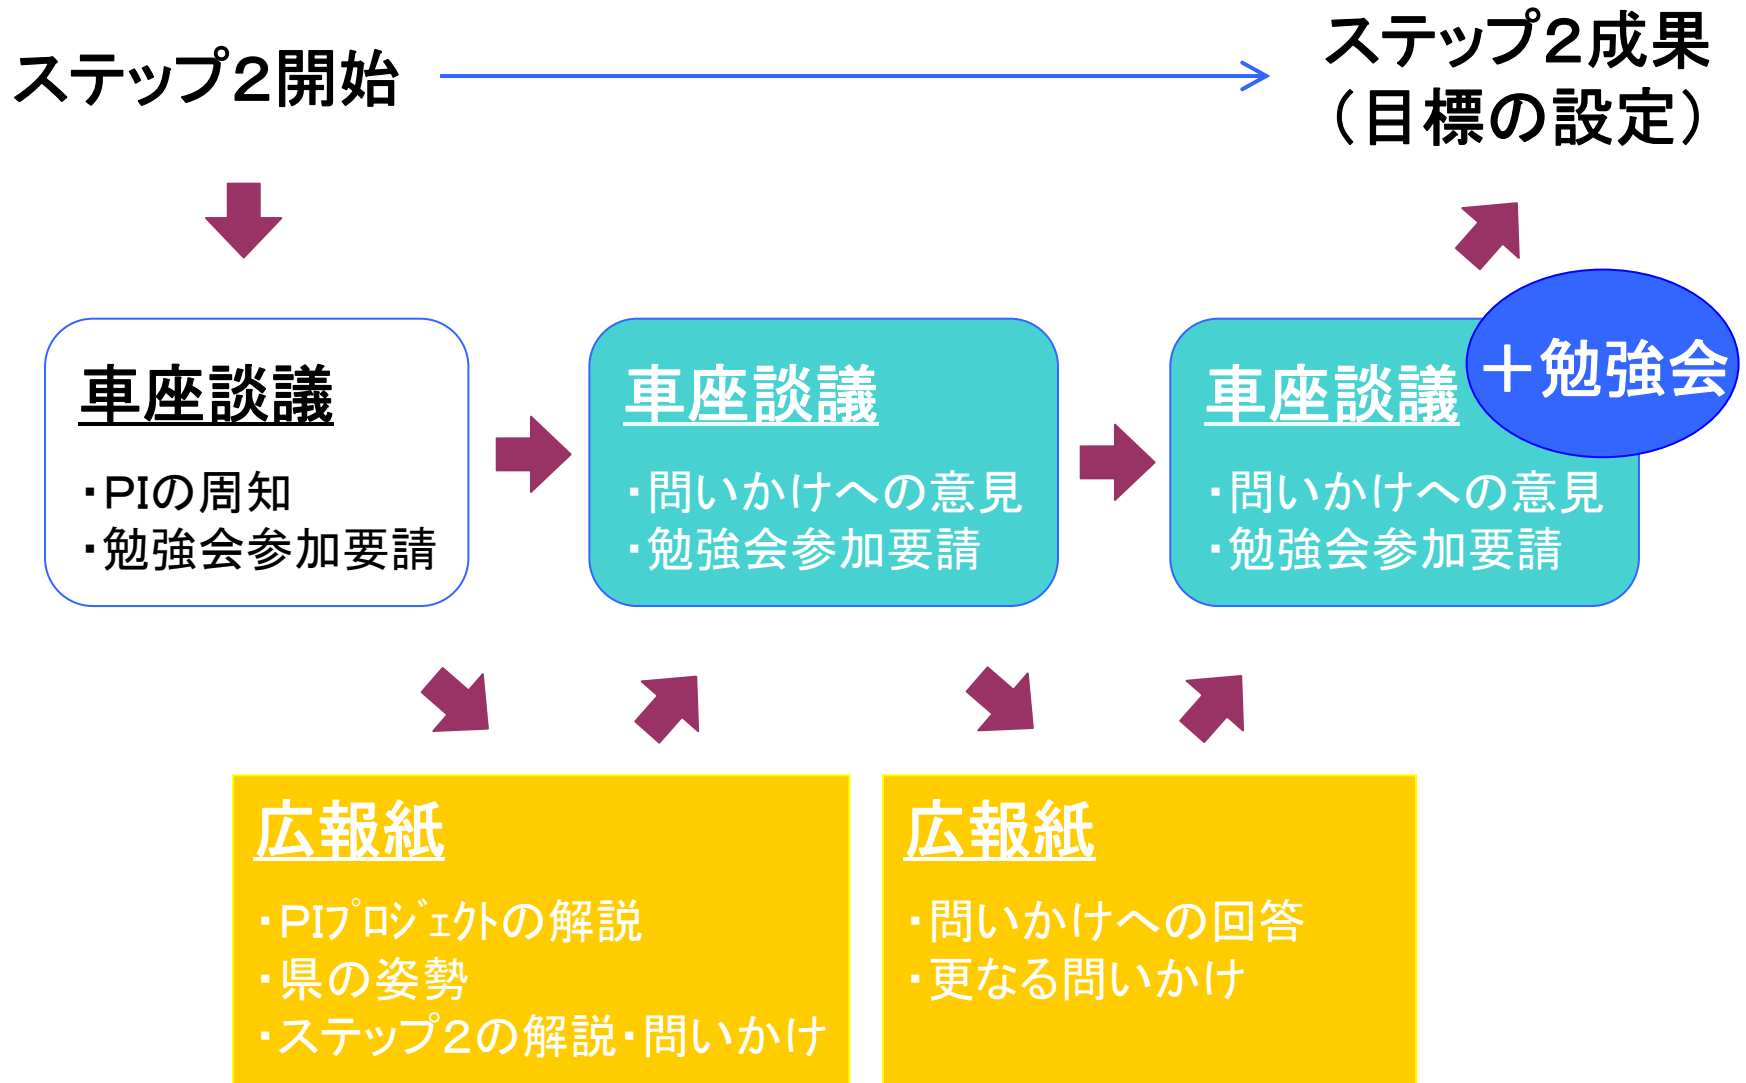 ステップ２開始
ステップ２成果
（目標の設定）
車座談議
・ＰＩの周知
・勉強会参加要請
車座談議
・問いかけへの意見
・勉強会参加要請
車座談議
＋勉強会
・問いかけへの意見
・勉強会参加要請
広報紙
・ＰＩﾌﾟﾛｼﾞｪｸﾄの解説
・県の姿勢
・ステップ２の解説・問いかけ
広報紙
・問いかけへの回答
・更なる問いかけ